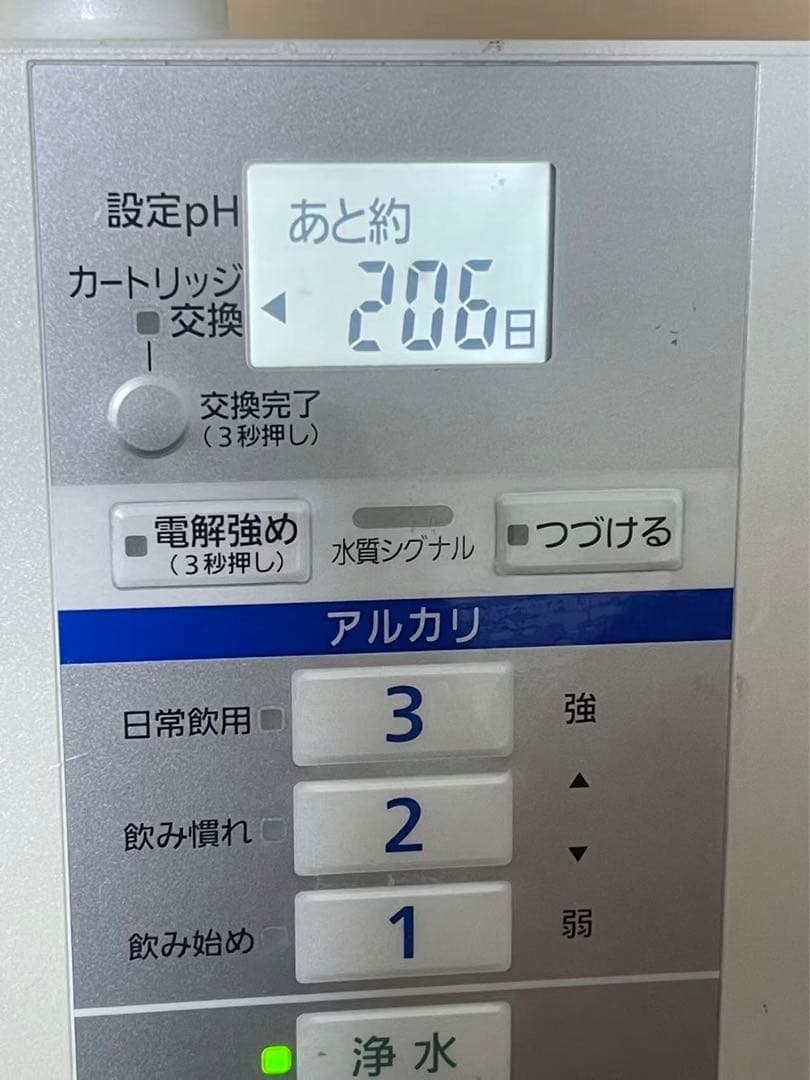 設定pH
あと約
カートリッジ
交換
◀ 206日
交換完了
(3秒押し)
電解強め
(3秒押し)
水質シグナル
つづける
アルカリ
日常飲用 3 強
▲
飲み慣れ 2
▼
飲み始め 1 弱
浄水